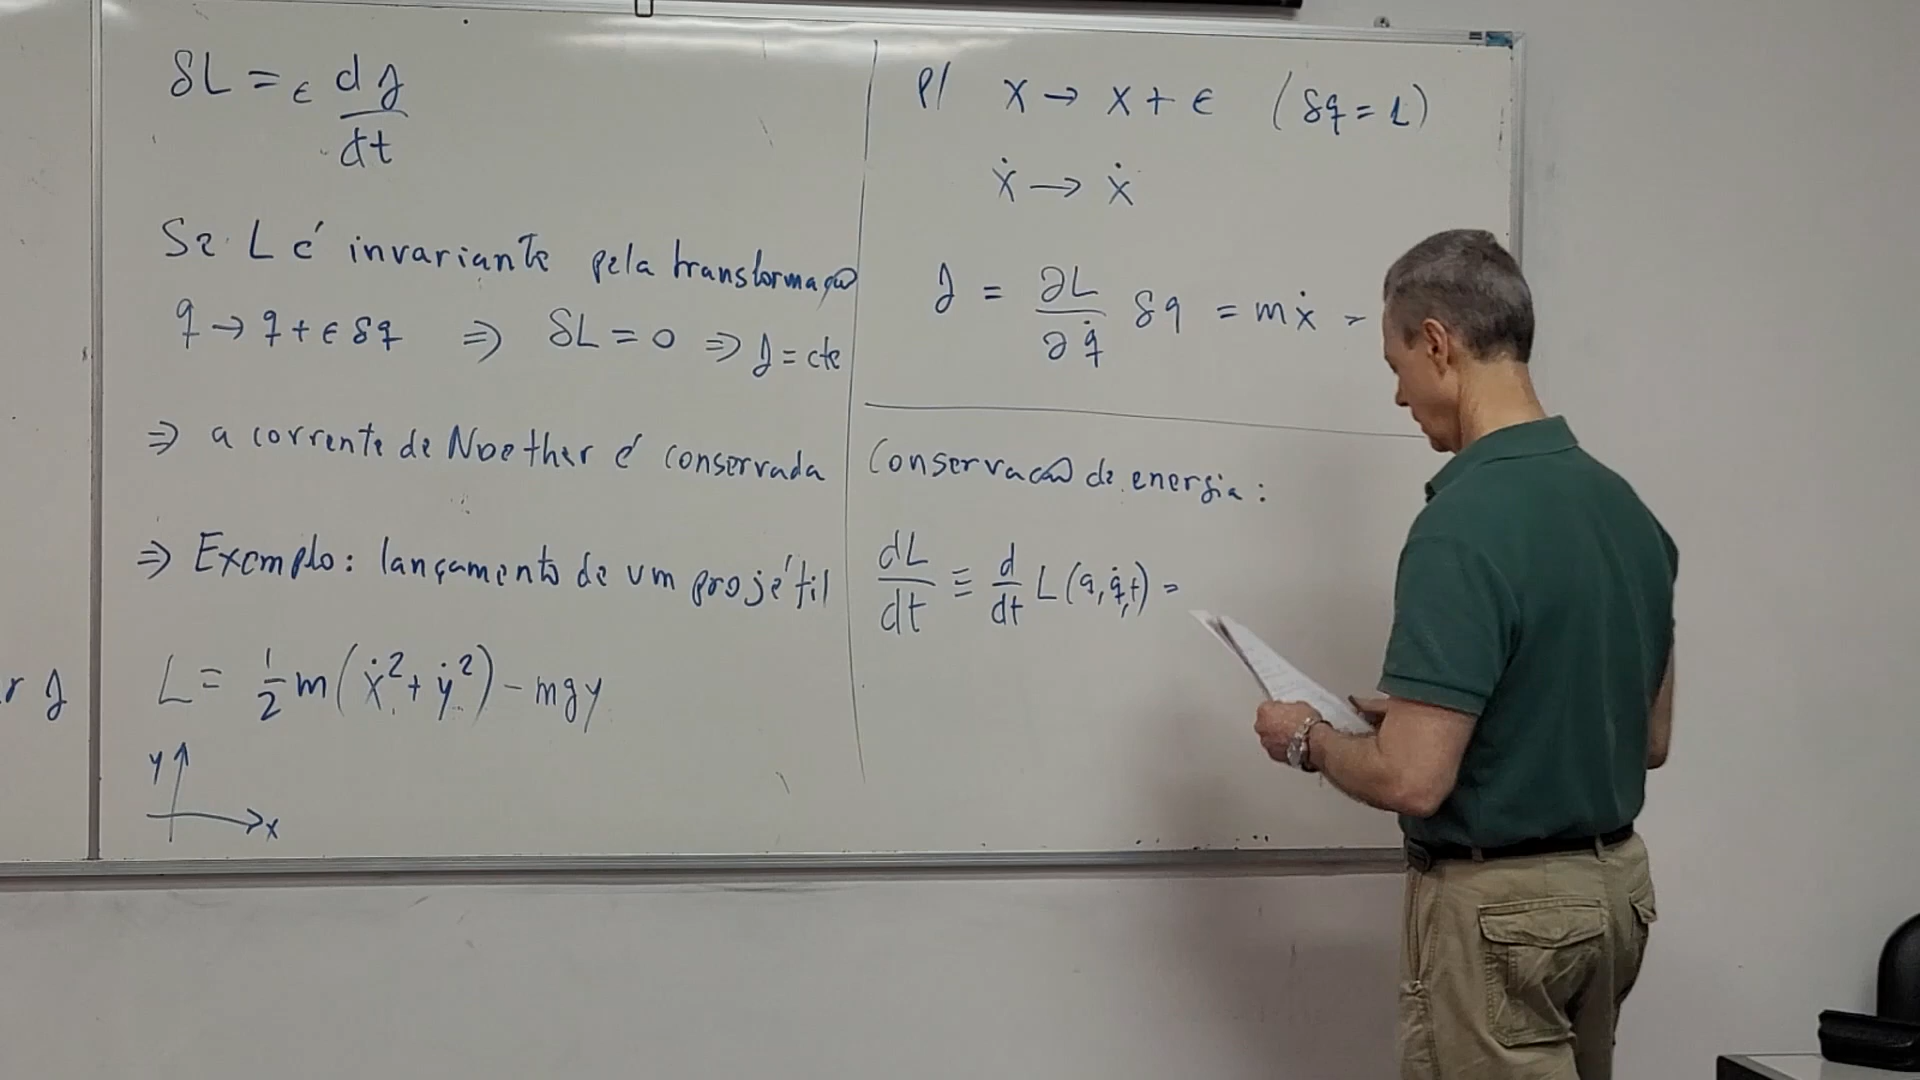 r J
δL = ε dJ/dt
Se L é invariante pela transformação
q → q + ε δq ⇒ δL = 0 ⇒ J = cte
⇒ a corrente de Noether é conservada
⇒ Exemplo: lançamento de um projétil
L = 1/2 m(ẋ² + ẏ²) - mgy
y
x
p/ x → x + ε (δq = 1)
ẋ → ẋ
J = ∂L/∂q̇ δq = mẋ =
Conservação de energia:
dL/dt ≡ d/dt L(q, q̇, t) =